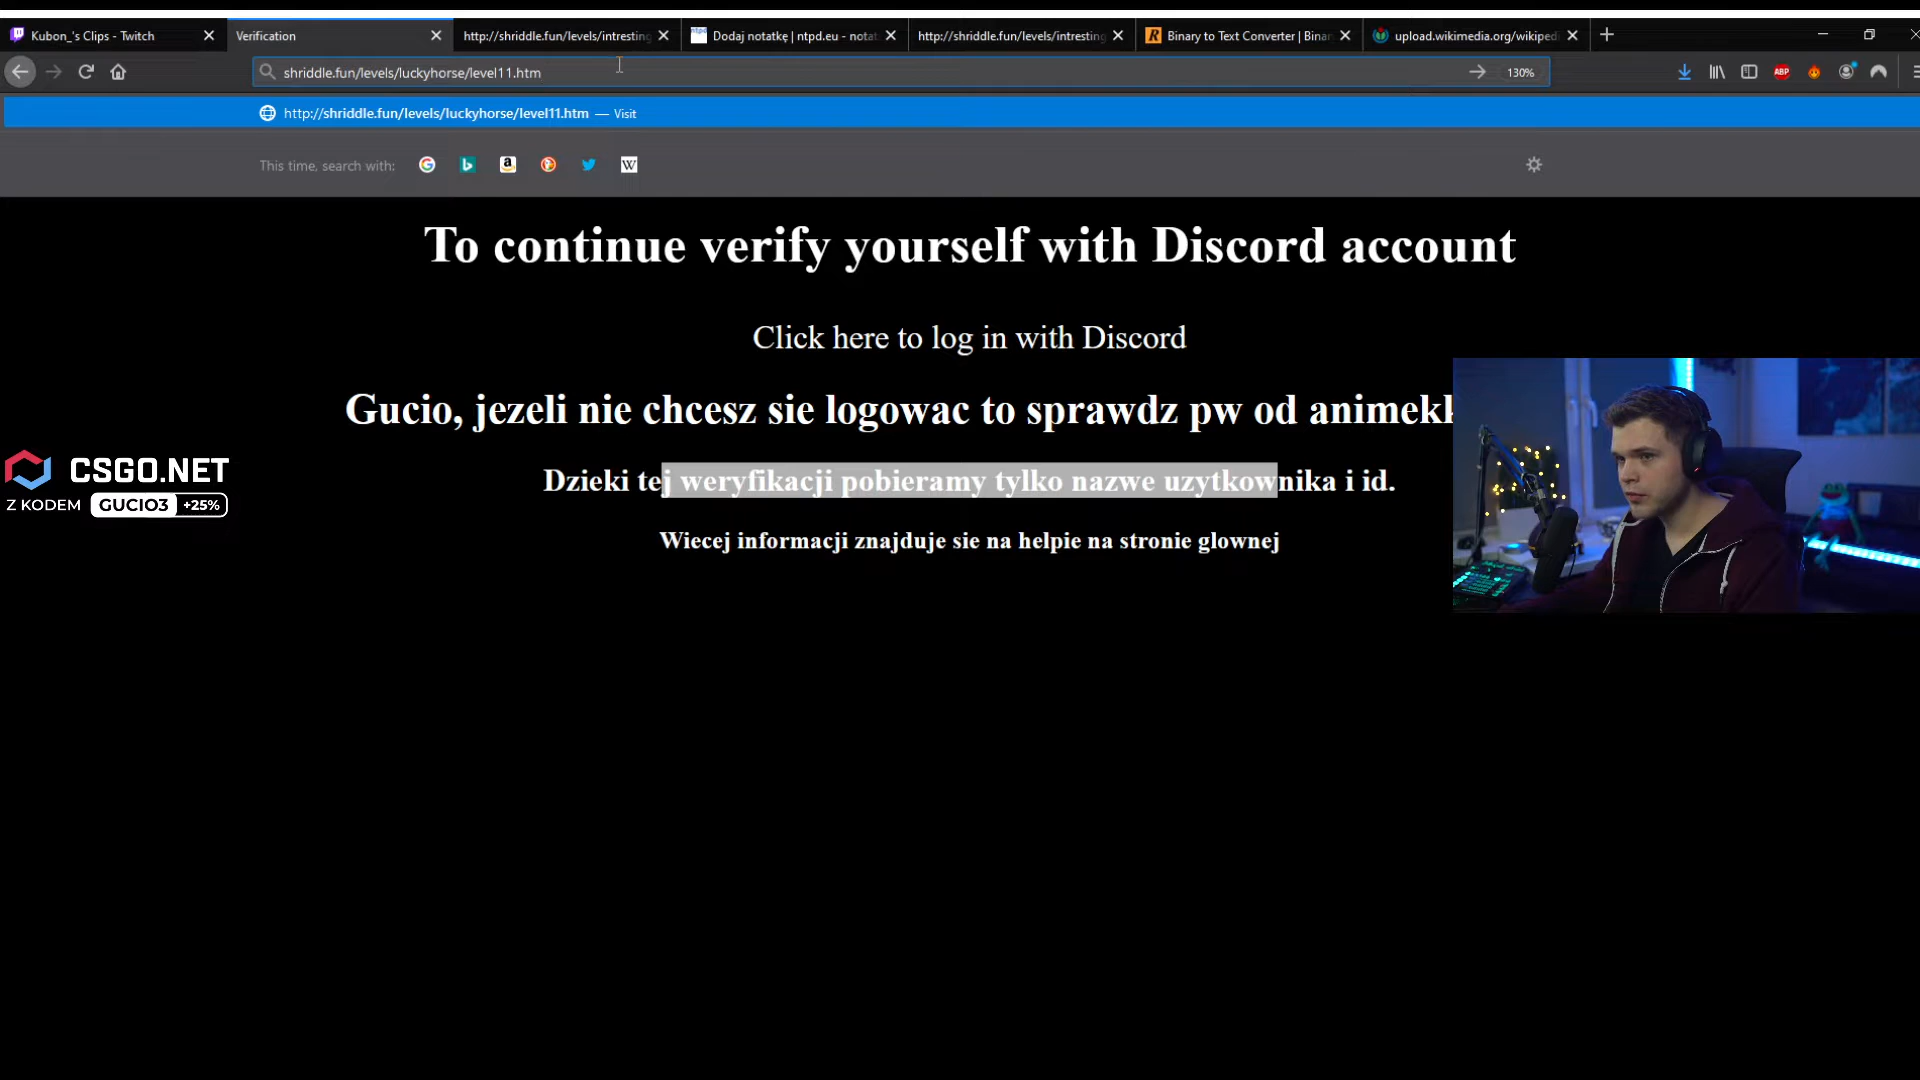 Kubon_'s Clips - Twitch
Verification
http://shriddle.fun/levels/intresting
Dodaj notatkę | ntpd.eu - notat
http://shriddle.fun/levels/intresting
Binary to Text Converter | Binar
upload.wikimedia.org/wikiped
shriddle.fun/levels/luckyhorse/level11.htm
130%
ABP
http://shriddle.fun/levels/luckyhorse/level11.htm — Visit
This time, search with:
To continue verify yourself with Discord account
Click here to log in with Discord
Gucio, jezeli nie chcesz sie logowac to sprawdz pw od animekk
CSGO.NET
Z KODEM GUCIO3 +25%
Dzieki tej weryfikacji pobieramy tylko nazwe uzytkownika i id.
Wiecej informacji znajduje sie na helpie na stronie glownej